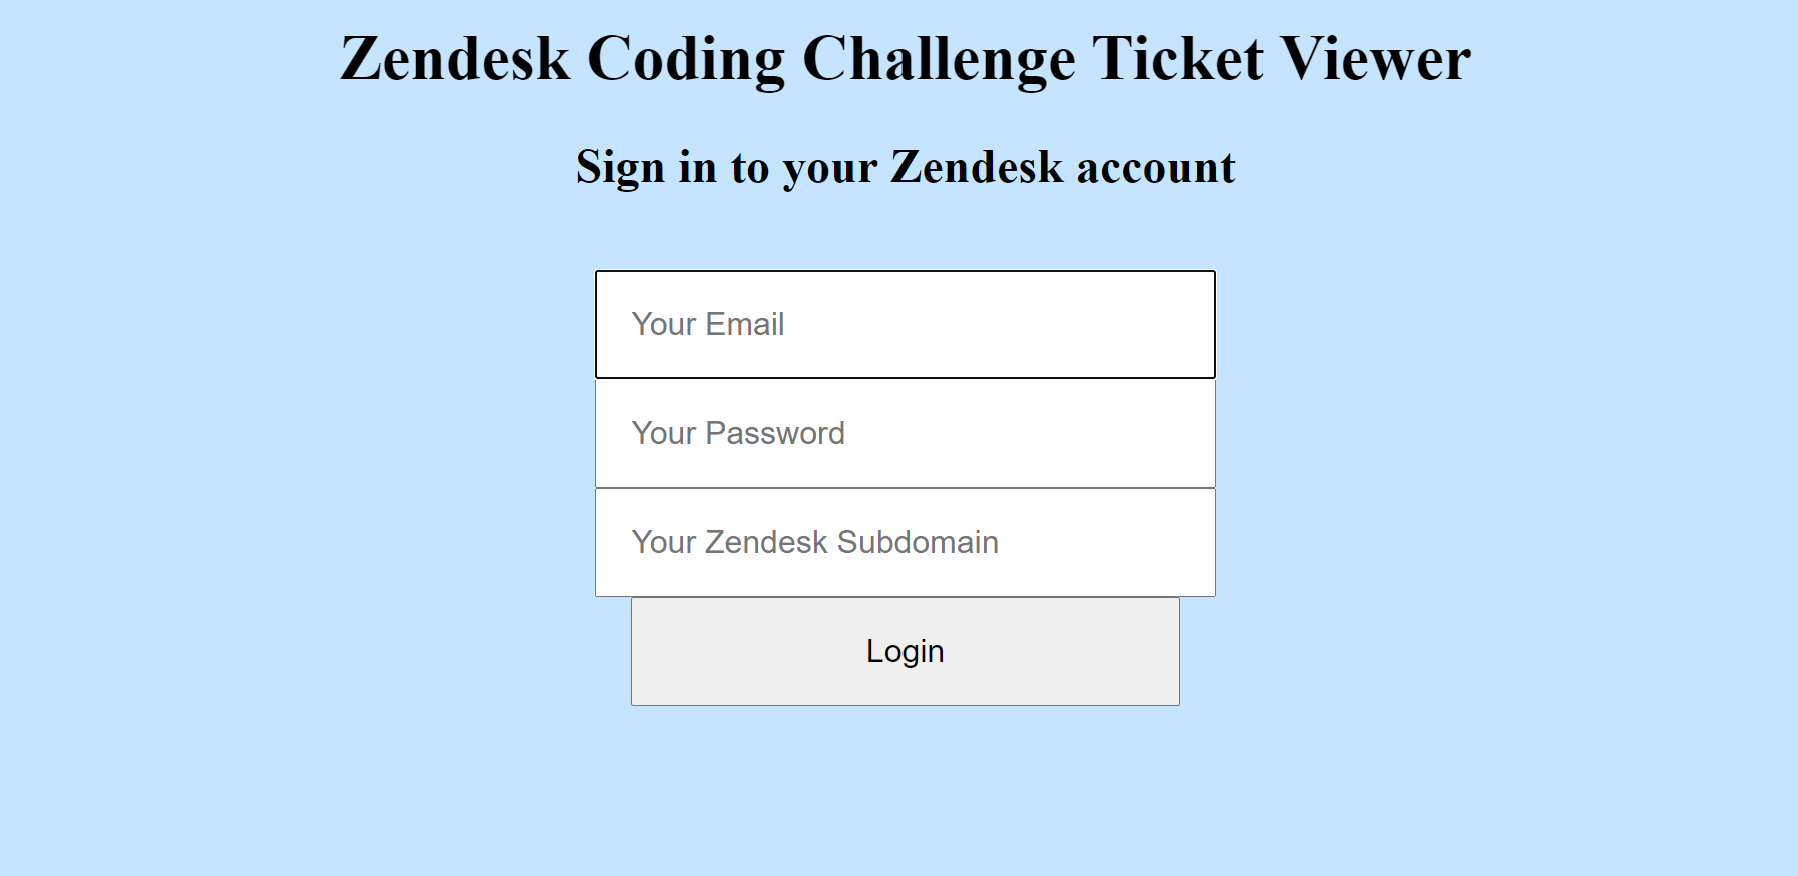 Zendesk Coding Challenge Ticket Viewer
Sign in to your Zendesk account
Your Email
Your Password
Your Zendesk Subdomain
Login